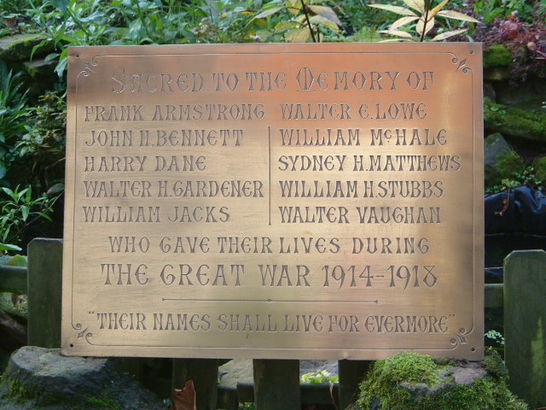 Sacred to the Memory of
FRANK ARMSTRONG WALTER E. LOWE
JOHN H. BENNETT WILLIAM McHALE
HARRY DANE SYDNEY H. MATTHEWS
WALTER H. GARDENER WILLIAM H. STUBBS
WILLIAM JACKS WALTER VAUGHAN
WHO GAVE THEIR LIVES DURING
THE GREAT WAR 1914-1918
"THEIR NAMES SHALL LIVE FOR EVERMORE"